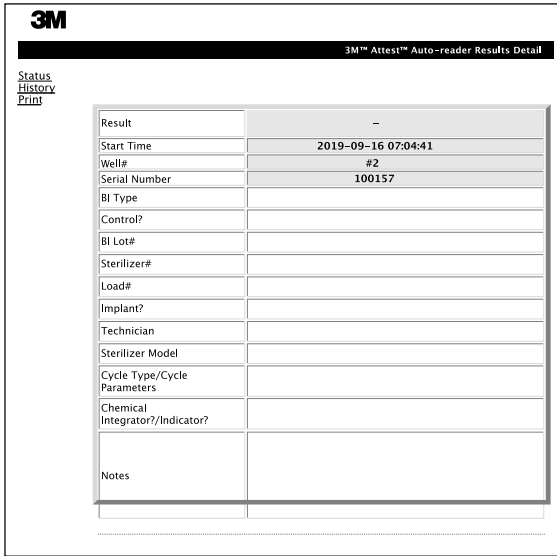 3M
3M™ Attest™ Auto-reader Results Detail
Status
History
Print
Result –
Start Time 2019-09-16 07:04:41
Well# #2
Serial Number 100157
BI Type
Control?
BI Lot#
Sterilizer#
Load#
Implant?
Technician
Sterilizer Model
Cycle Type/Cycle
Parameters
Chemical
Integrator?/Indicator?
Notes